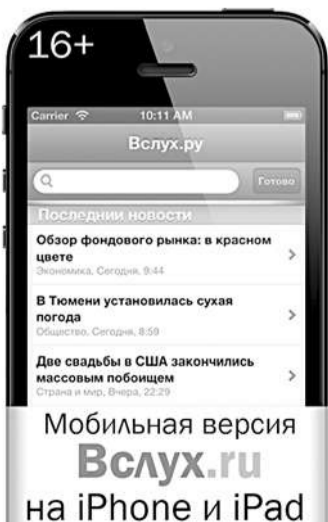 16+
Carrier 10:11 AM
Вслух.ру
Готово
Последнии новости
Обзор фондового рынка: в красном
цвете
Экономика, Сегодня, 9:44
В Тюмени установилась сухая
погода
Общество, Сегодня, 8:59
Две свадьбы в США закончились
массовым побоищем
Страна и мир, Вчера, 22:29
Мобильная версия
Вслух.ru
на iPhone и iPad